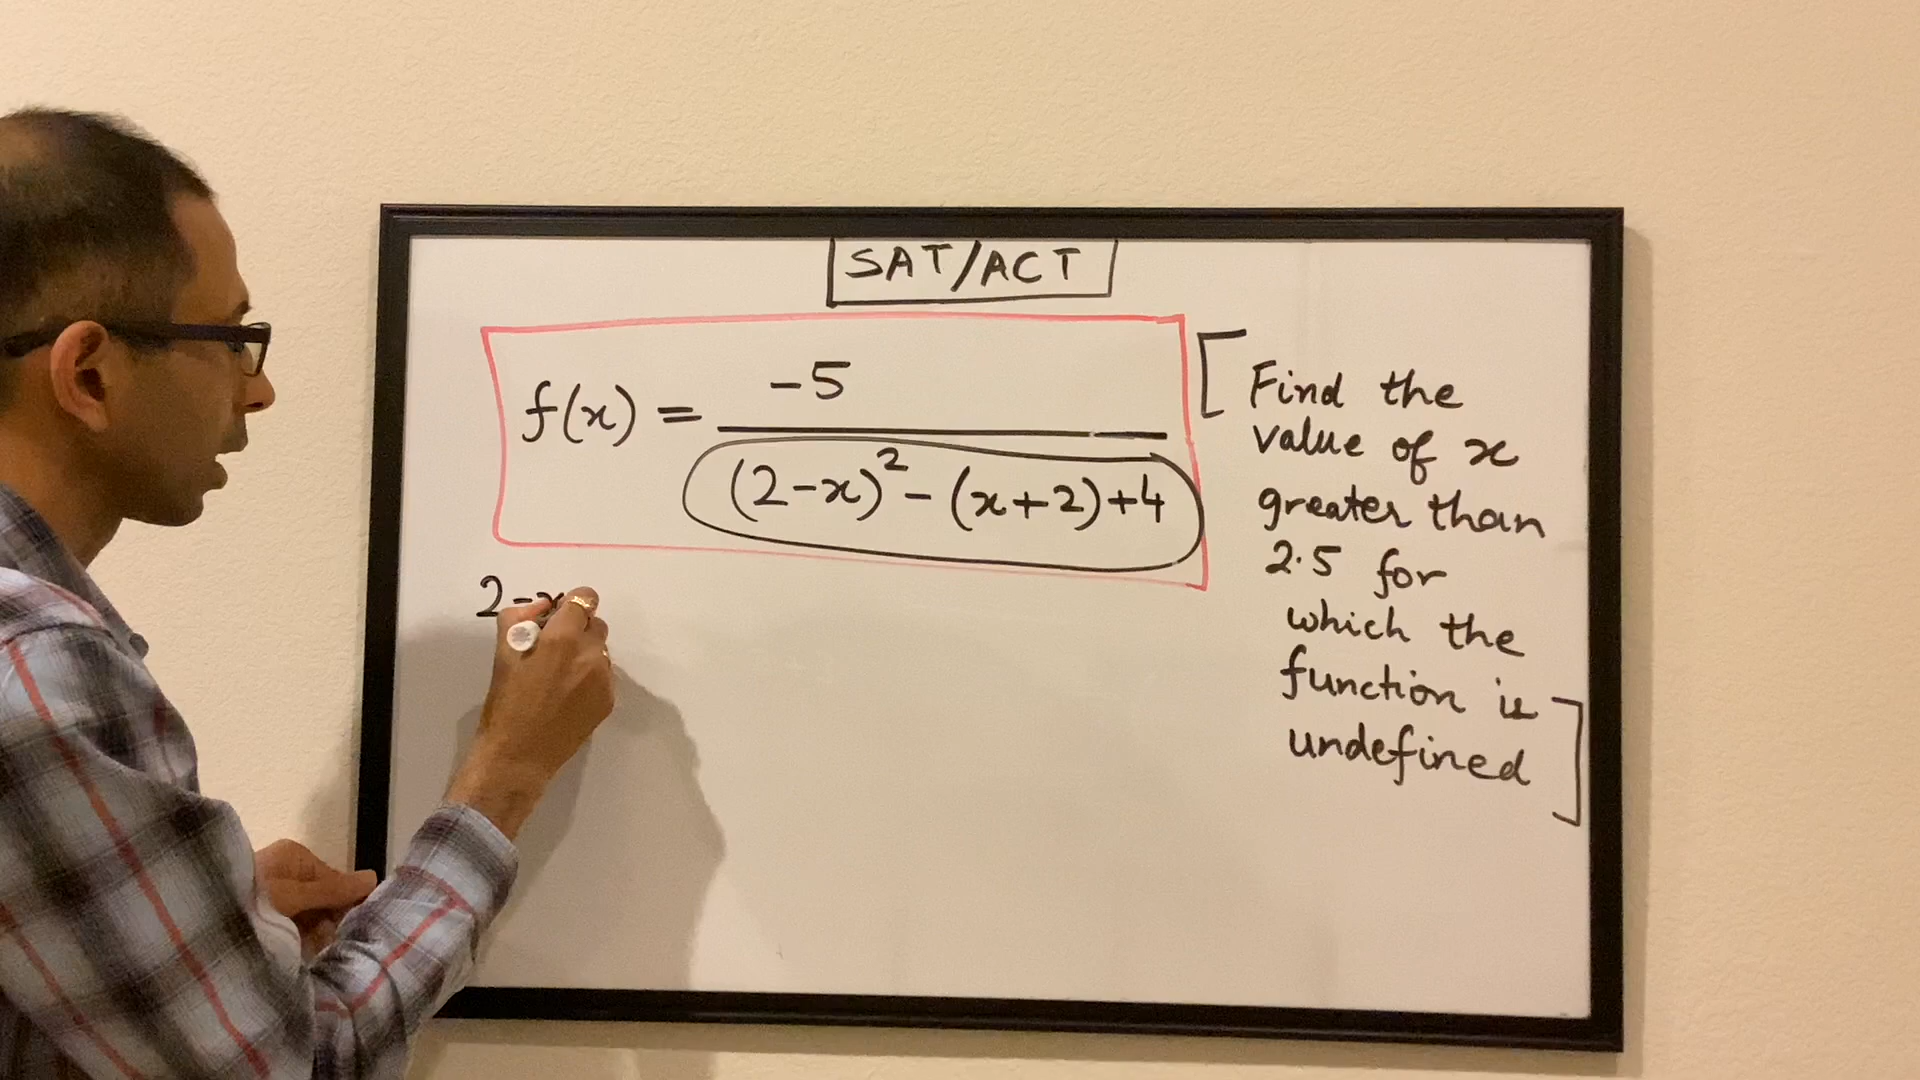 SAT/ACT
f(x) = -5 / ((2-x)² - (x+2)+4)
2-x
Find the
value of x
greater than
2.5 for
which the
function is
undefined